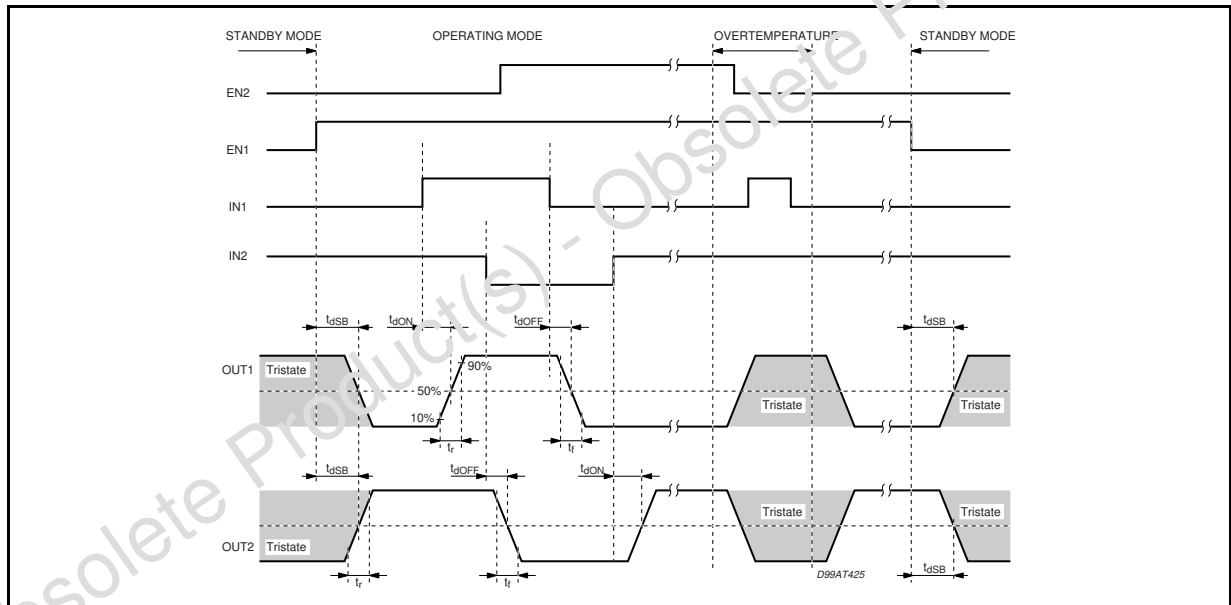 STANDBY MODE OPERATING MODE OVERTEMPERATURE STANDBY MODE
EN2
EN1
IN1
IN2
tdSB tdON tdOFF tdSB
OUT1 Tristate 90%
50%
Tristate Tristate
10%
tr tf
tdSB tdOFF tdON
Tristate Tristate
OUT2 Tristate
tr tf D99AT425 tdSB
Obsolete Product(s) - Obsolete Pr